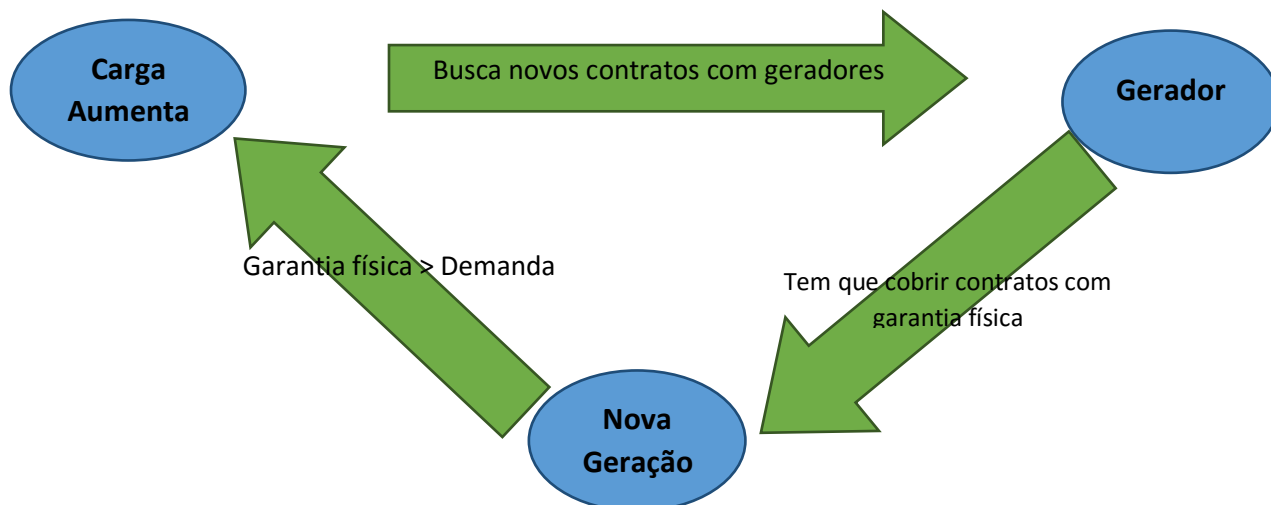 Carga
Aumenta
Busca novos contratos com geradores
Gerador
Garantia física > Demanda
Tem que cobrir contratos com
garantia física
Nova
Geração